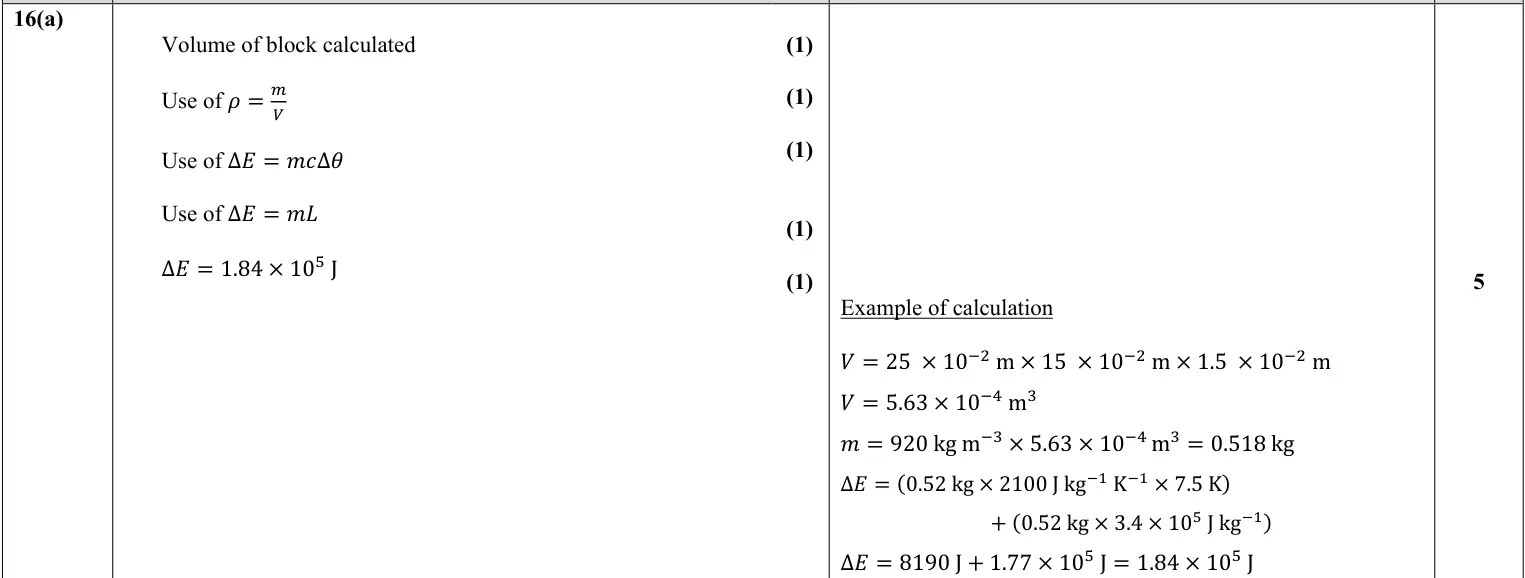 16(a)
Volume of block calculated (1)
Use of ρ = m/V (1)
Use of ΔE = mcΔθ (1)
Use of ΔE = mL (1)
ΔE = 1.84 × 10⁵ J (1)
5
Example of calculation
V = 25 × 10⁻² m × 15 × 10⁻² m × 1.5 × 10⁻² m
V = 5.63 × 10⁻⁴ m³
m = 920 kg m⁻³ × 5.63 × 10⁻⁴ m³ = 0.518 kg
ΔE = (0.52 kg × 2100 J kg⁻¹ K⁻¹ × 7.5 K)
+ (0.52 kg × 3.4 × 10⁵ J kg⁻¹)
ΔE = 8190 J + 1.77 × 10⁵ J = 1.84 × 10⁵ J